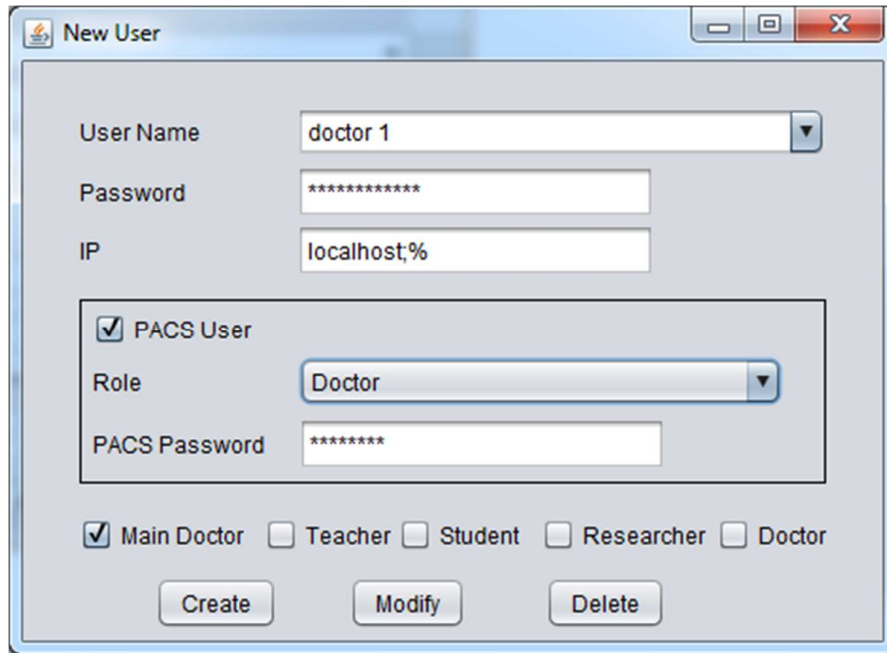 New User
User Name doctor 1
Password ************
IP localhost;%
PACS User
Role Doctor
PACS Password ********
Main Doctor Teacher Student Researcher Doctor
Create Modify Delete